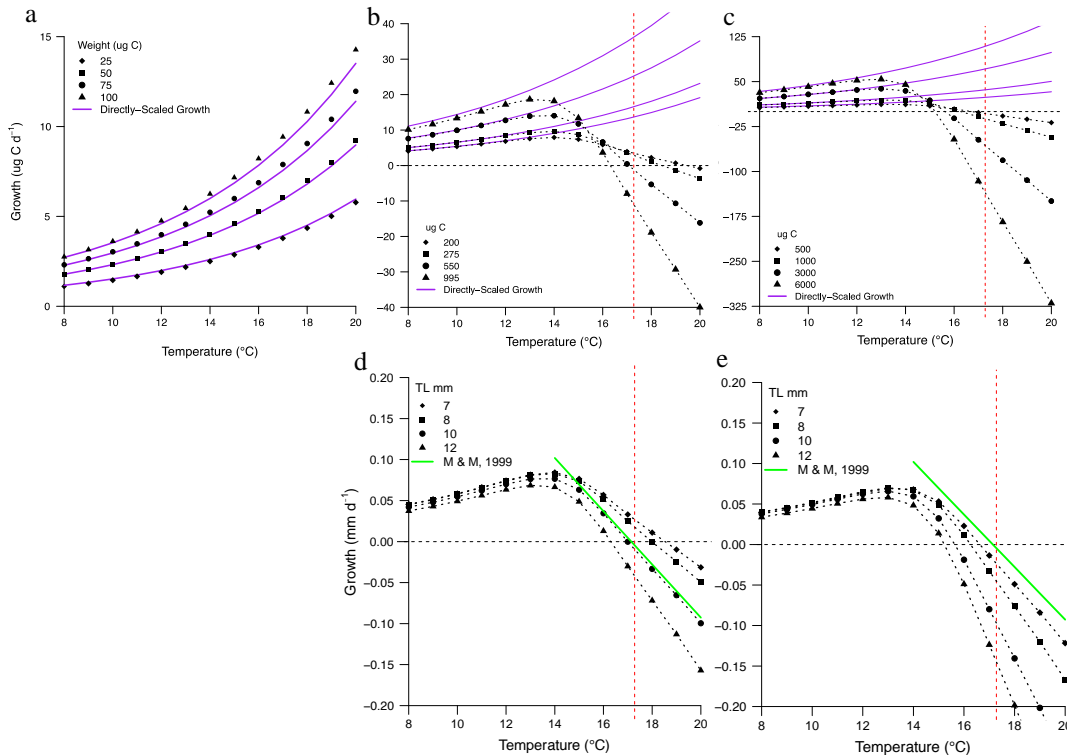 a
Weight (ug C)
25
50
75
100
Directly−Scaled Growth
Growth (ug C d⁻¹)
15
10
5
0
8 10 12 14 16 18 20
Temperature (°C)
b
40
30
20
10
0
−10
−20
−30
−40
ug C
200
275
550
995
Directly−Scaled Growth
8 10 12 14 16 18 20
Temperature (°C)
c
125
50
−25
−100
−175
−250
−325
ug C
500
1000
3000
6000
Directly−Scaled Growth
8 10 12 14 16 18 20
Temperature (°C)
d
TL mm
7
8
10
12
M & M, 1999
Growth (mm d⁻¹)
0.20
0.15
0.10
0.05
0.00
−0.05
−0.10
−0.15
−0.20
8 10 12 14 16 18 20
Temperature (°C)
e
TL mm
7
8
10
12
M & M, 1999
0.20
0.15
0.10
0.05
0.00
−0.05
−0.10
−0.15
−0.20
8 10 12 14 16 18 20
Temperature (°C)